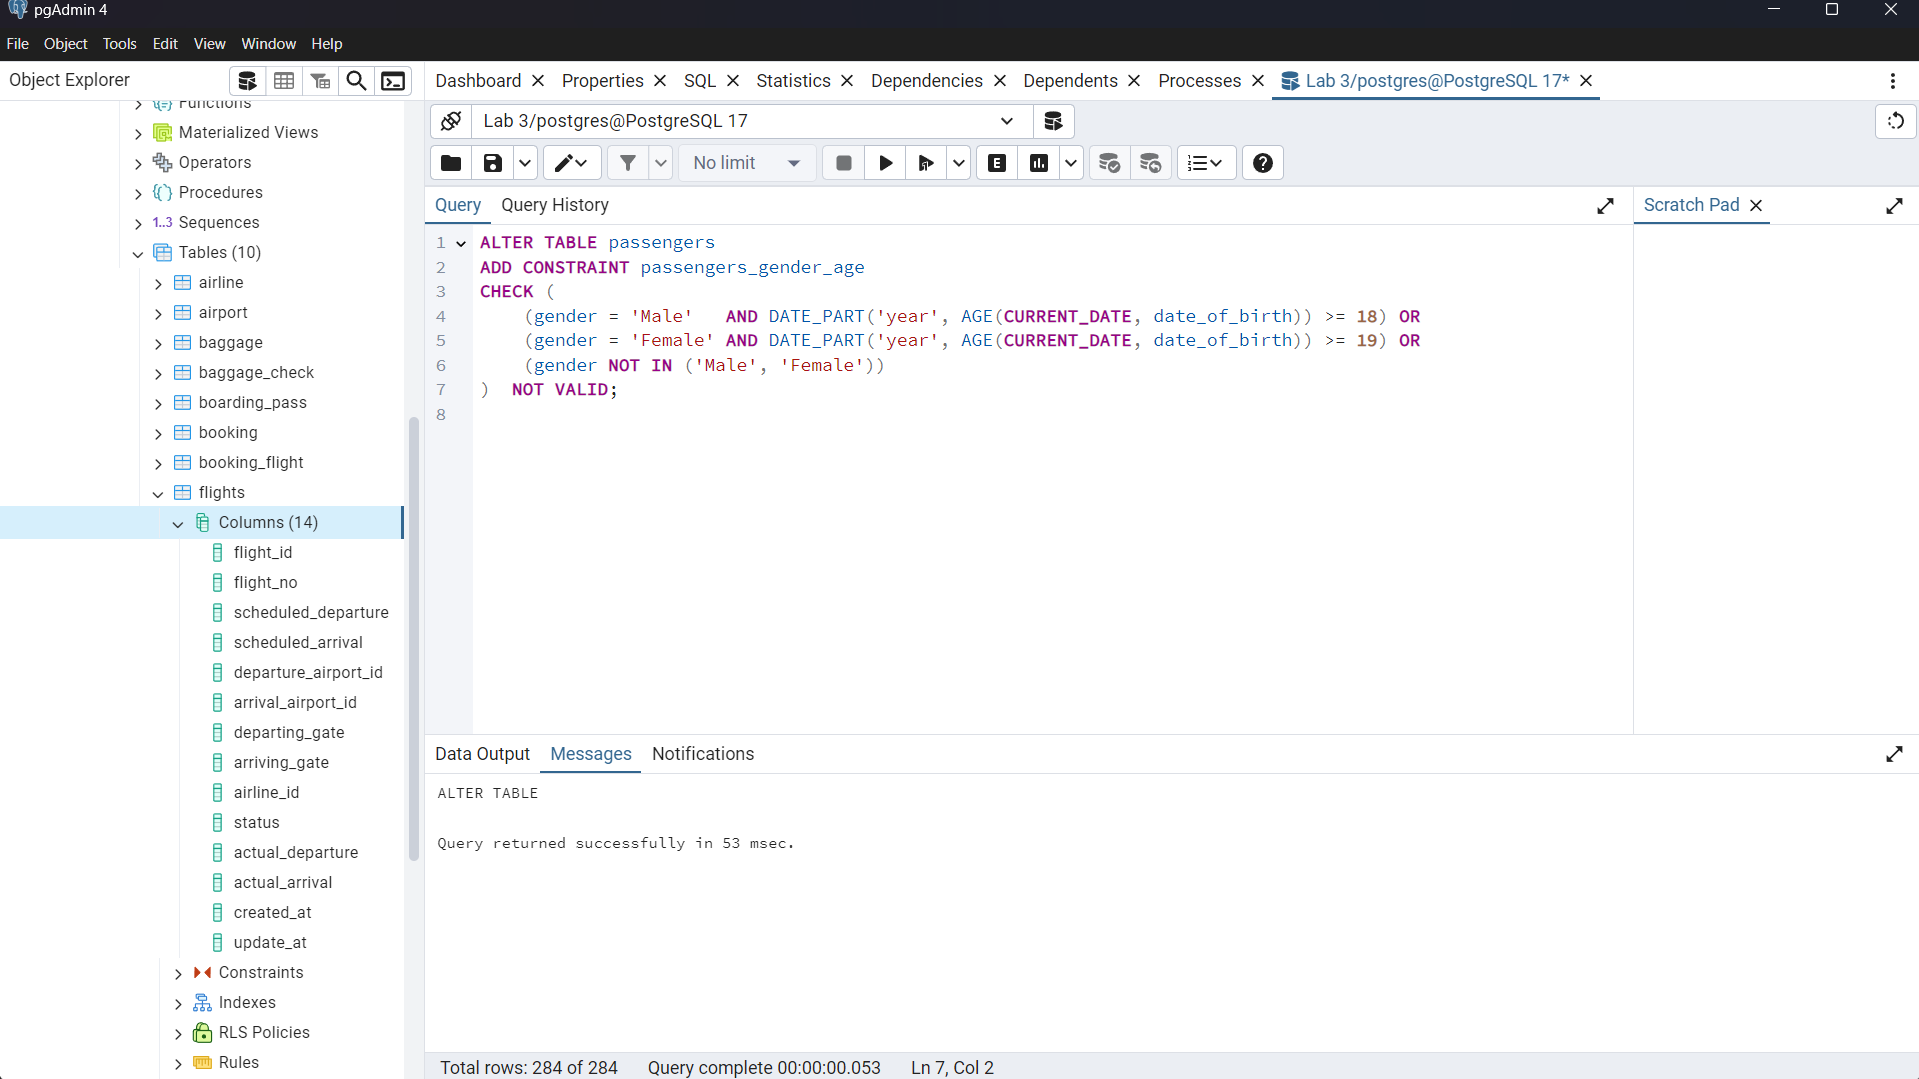 pgAdmin 4
File Object Tools Edit View Window Help
Object Explorer
Functions
Materialized Views
Operators
Procedures
1..3 Sequences
Tables (10)
airline
airport
baggage
baggage_check
boarding_pass
booking
booking_flight
flights
Columns (14)
flight_id
flight_no
scheduled_departure
scheduled_arrival
departure_airport_id
arrival_airport_id
departing_gate
arriving_gate
airline_id
status
actual_departure
actual_arrival
created_at
update_at
Constraints
Indexes
RLS Policies
Rules
Dashboard Properties SQL Statistics Dependencies Dependents Processes Lab 3/postgres@PostgreSQL 17*
Lab 3/postgres@PostgreSQL 17
No limit E
Query Query History
Scratch Pad
1 ALTER TABLE passengers
2 ADD CONSTRAINT passengers_gender_age
3 CHECK (
4 (gender = 'Male'   AND DATE_PART('year', AGE(CURRENT_DATE, date_of_birth)) >= 18) OR
5 (gender = 'Female' AND DATE_PART('year', AGE(CURRENT_DATE, date_of_birth)) >= 19) OR
6 (gender NOT IN ('Male', 'Female'))
7 )  NOT VALID;
8
Data Output Messages Notifications
ALTER TABLE
Query returned successfully in 53 msec.
Total rows: 284 of 284 Query complete 00:00:00.053 Ln 7, Col 2